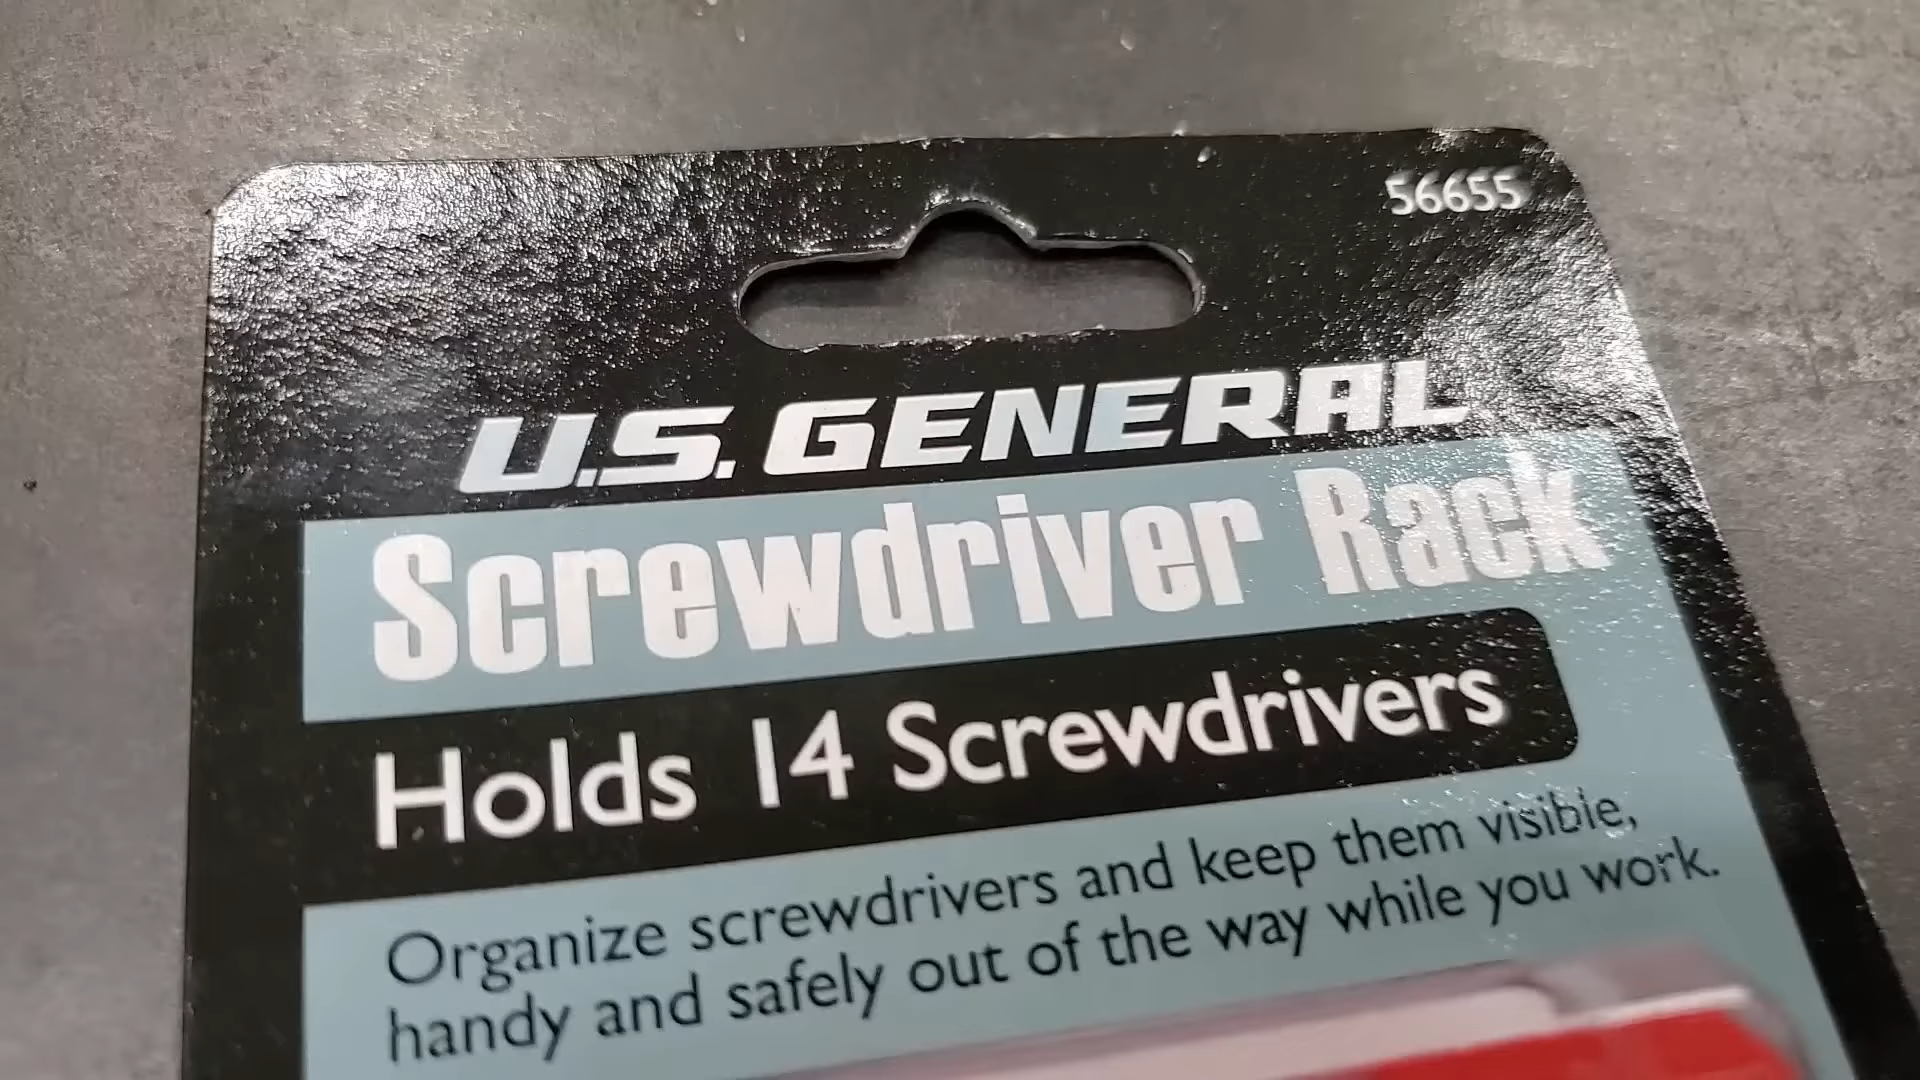 56655
U.S. GENERAL
Screwdriver Rack
Holds 14 Screwdrivers
Organize screwdrivers and keep them visible,
handy and safely out of the way while you work.